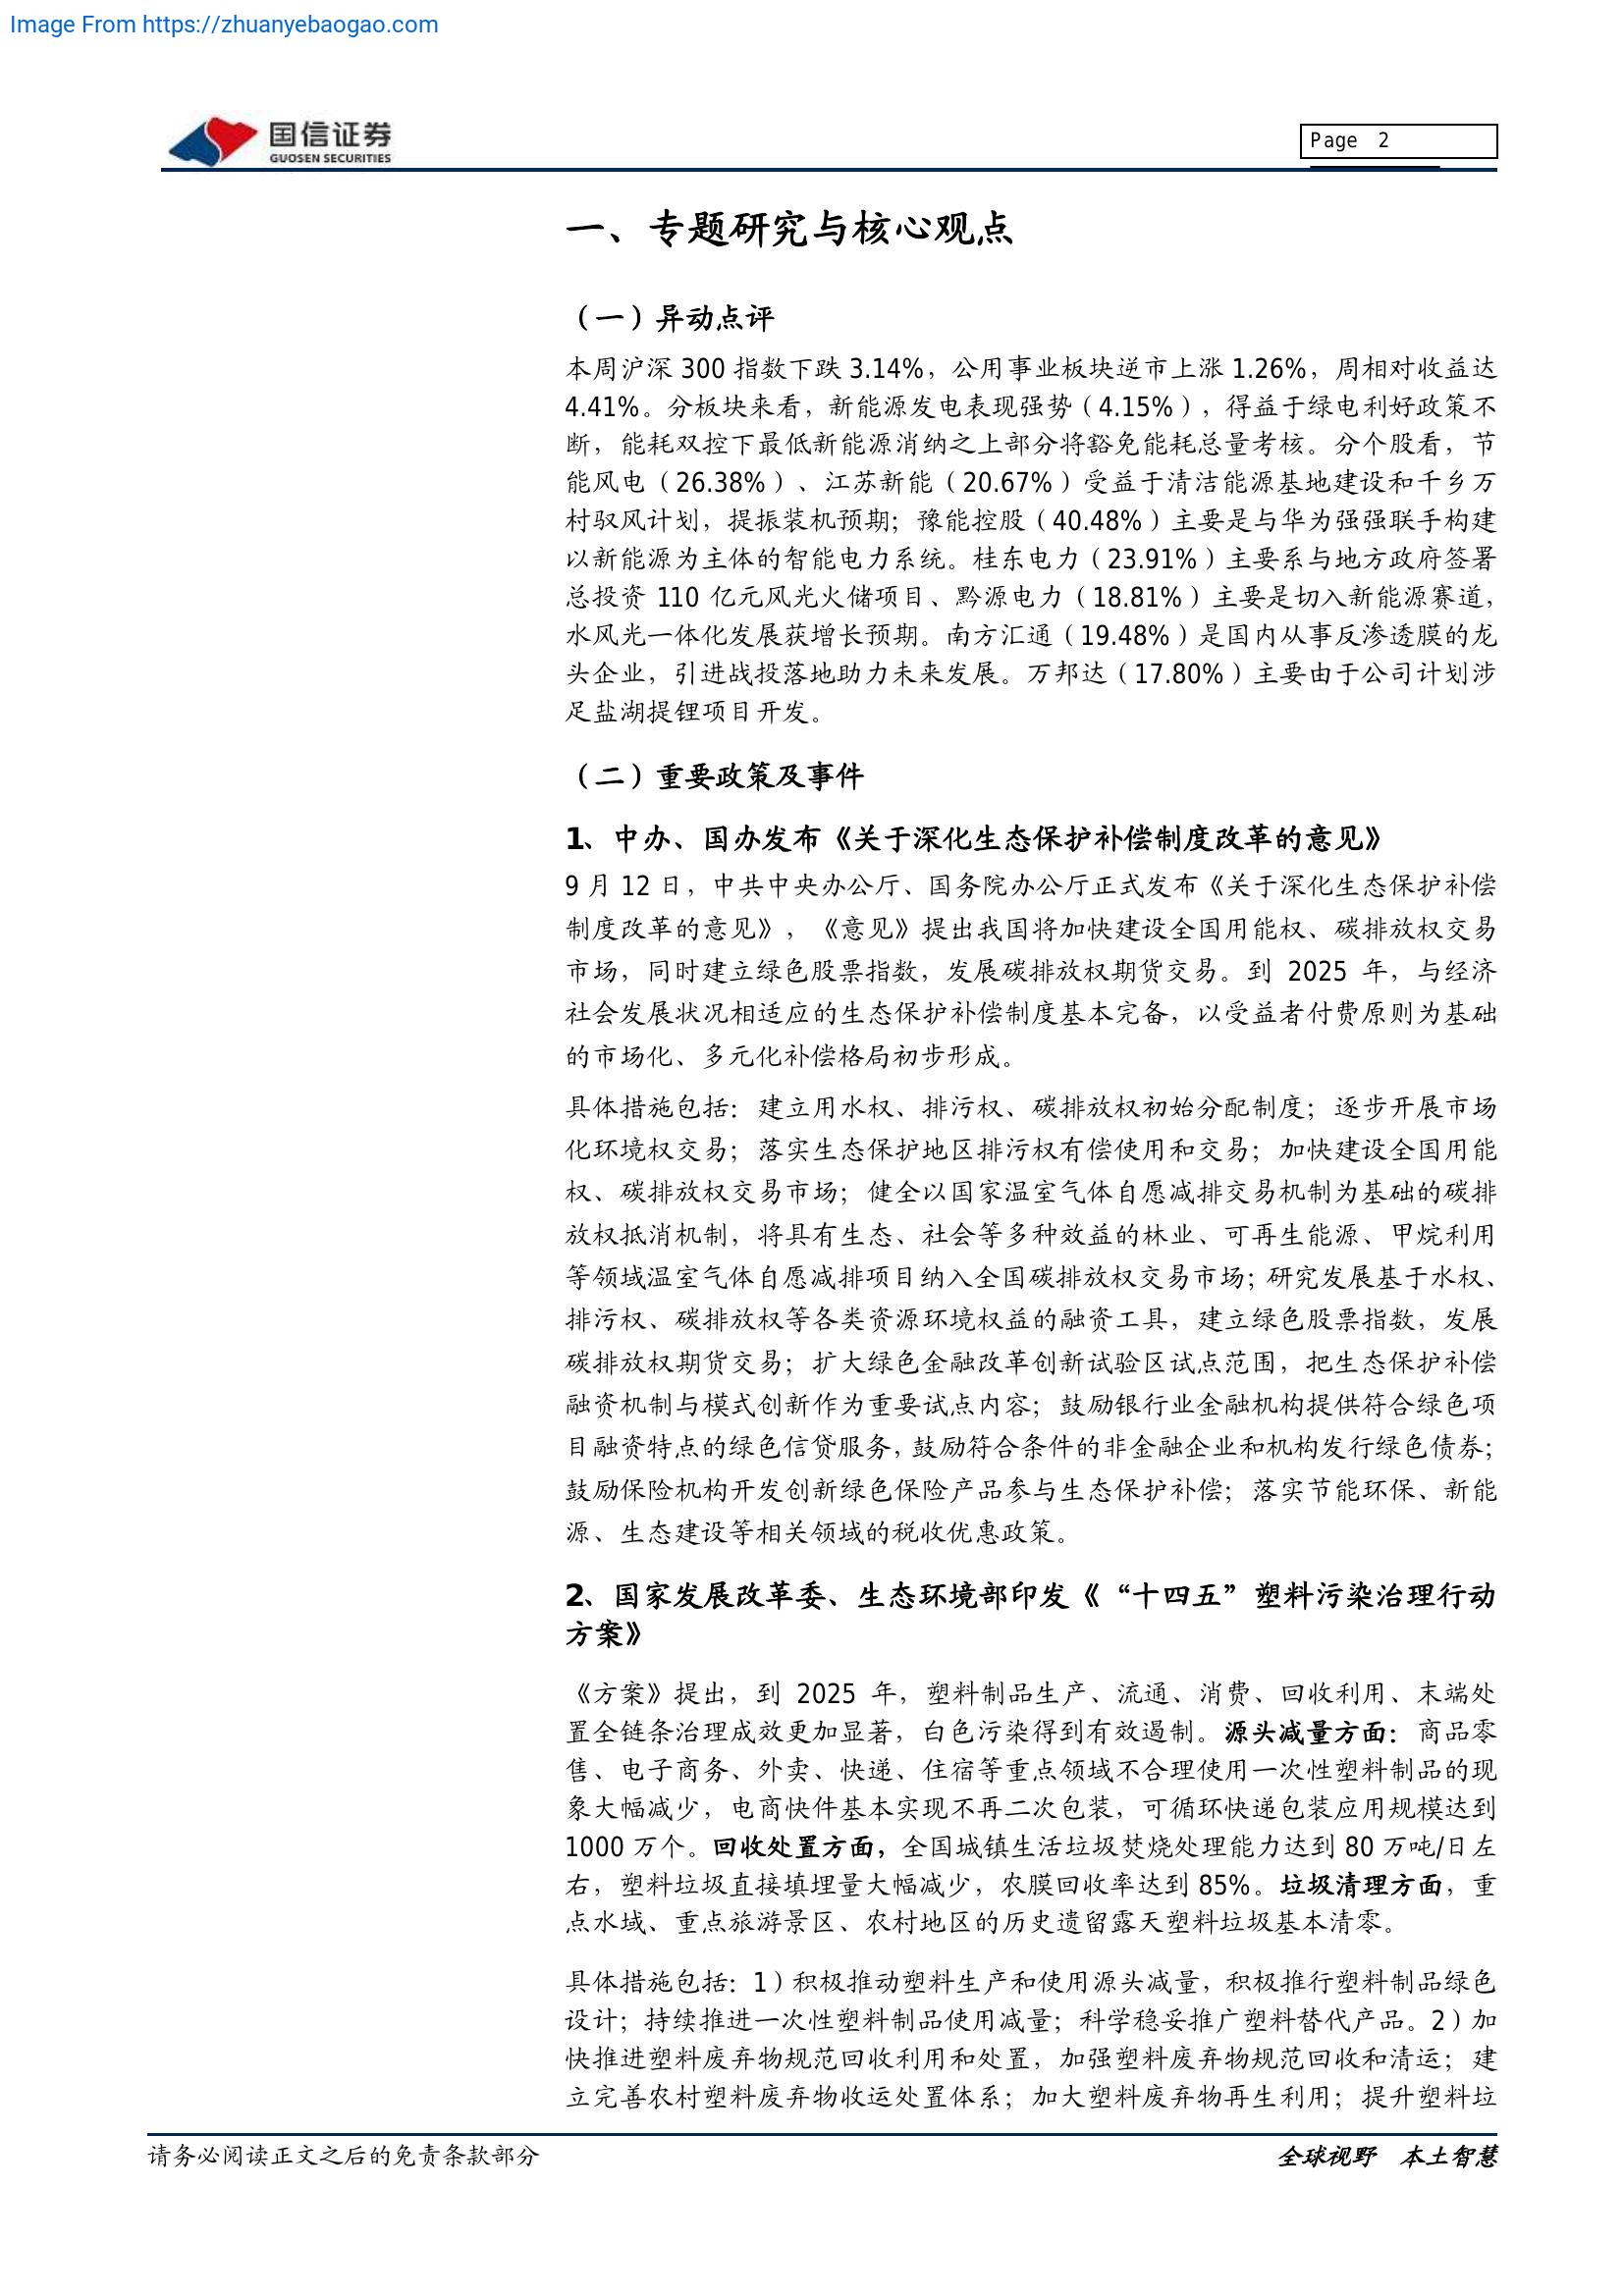 Image From https://zhuanyebaogao.com
国信证券
GUOSEN SECURITIES
Page 2
一、专题研究与核心观点
（一）异动点评
本周沪深 300 指数下跌 3.14%，公用事业板块逆市上涨 1.26%，周相对收益达
4.41%。分板块来看，新能源发电表现强势（4.15%），得益于绿电利好政策不
断，能耗双控下最低新能源消纳之上部分将豁免能耗总量考核。分个股看，节
能风电（26.38%）、江苏新能（20.67%）受益于清洁能源基地建设和千乡万
村驭风计划，提振装机预期；豫能控股（40.48%）主要是与华为强强联手构建
以新能源为主体的智能电力系统。桂东电力（23.91%）主要系与地方政府签署
总投资 110 亿元风光火储项目、黔源电力（18.81%）主要是切入新能源赛道，
水风光一体化发展获增长预期。南方汇通（19.48%）是国内从事反渗透膜的龙
头企业，引进战投落地助力未来发展。万邦达（17.80%）主要由于公司计划涉
足盐湖提锂项目开发。
（二）重要政策及事件
1、中办、国办发布《关于深化生态保护补偿制度改革的意见》
9 月 12 日，中共中央办公厅、国务院办公厅正式发布《关于深化生态保护补偿
制度改革的意见》，《意见》提出我国将加快建设全国用能权、碳排放权交易
市场，同时建立绿色股票指数，发展碳排放权期货交易。到 2025 年，与经济
社会发展状况相适应的生态保护补偿制度基本完备，以受益者付费原则为基础
的市场化、多元化补偿格局初步形成。
具体措施包括：建立用水权、排污权、碳排放权初始分配制度；逐步开展市场
化环境权交易；落实生态保护地区排污权有偿使用和交易；加快建设全国用能
权、碳排放权交易市场；健全以国家温室气体自愿减排交易机制为基础的碳排
放权抵消机制，将具有生态、社会等多种效益的林业、可再生能源、甲烷利用
等领域温室气体自愿减排项目纳入全国碳排放权交易市场；研究发展基于水权、
排污权、碳排放权等各类资源环境权益的融资工具，建立绿色股票指数，发展
碳排放权期货交易；扩大绿色金融改革创新试验区试点范围，把生态保护补偿
融资机制与模式创新作为重要试点内容；鼓励银行业金融机构提供符合绿色项
目融资特点的绿色信贷服务，鼓励符合条件的非金融企业和机构发行绿色债券；
鼓励保险机构开发创新绿色保险产品参与生态保护补偿；落实节能环保、新能
源、生态建设等相关领域的税收优惠政策。
2、国家发展改革委、生态环境部印发《“十四五”塑料污染治理行动
方案》
《方案》提出，到 2025 年，塑料制品生产、流通、消费、回收利用、末端处
置全链条治理成效更加显著，白色污染得到有效遏制。源头减量方面：商品零
售、电子商务、外卖、快递、住宿等重点领域不合理使用一次性塑料制品的现
象大幅减少，电商快件基本实现不再二次包装，可循环快递包装应用规模达到
1000 万个。回收处置方面，全国城镇生活垃圾焚烧处理能力达到 80 万吨/日左
右，塑料垃圾直接填埋量大幅减少，农膜回收率达到 85%。垃圾清理方面，重
点水域、重点旅游景区、农村地区的历史遗留露天塑料垃圾基本清零。
具体措施包括：1）积极推动塑料生产和使用源头减量，积极推行塑料制品绿色
设计；持续推进一次性塑料制品使用减量；科学稳妥推广塑料替代产品。2）加
快推进塑料废弃物规范回收利用和处置，加强塑料废弃物规范回收和清运；建
立完善农村塑料废弃物收运处置体系；加大塑料废弃物再生利用；提升塑料垃
请务必阅读正文之后的免责条款部分
全球视野 本土智慧